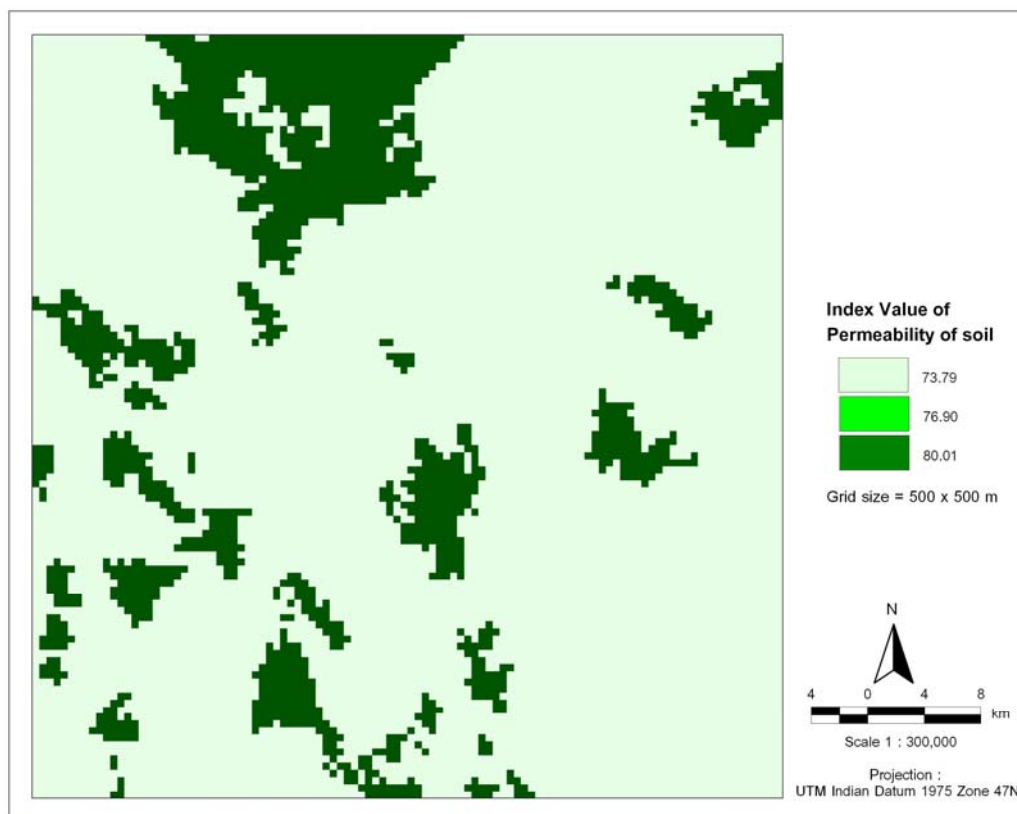 Index Value of
Permeability of soil
73.79
76.90
80.01
Grid size = 500 x 500 m
N
4 0 4 8
km
Scale 1 : 300,000
Projection :
UTM Indian Datum 1975 Zone 47N